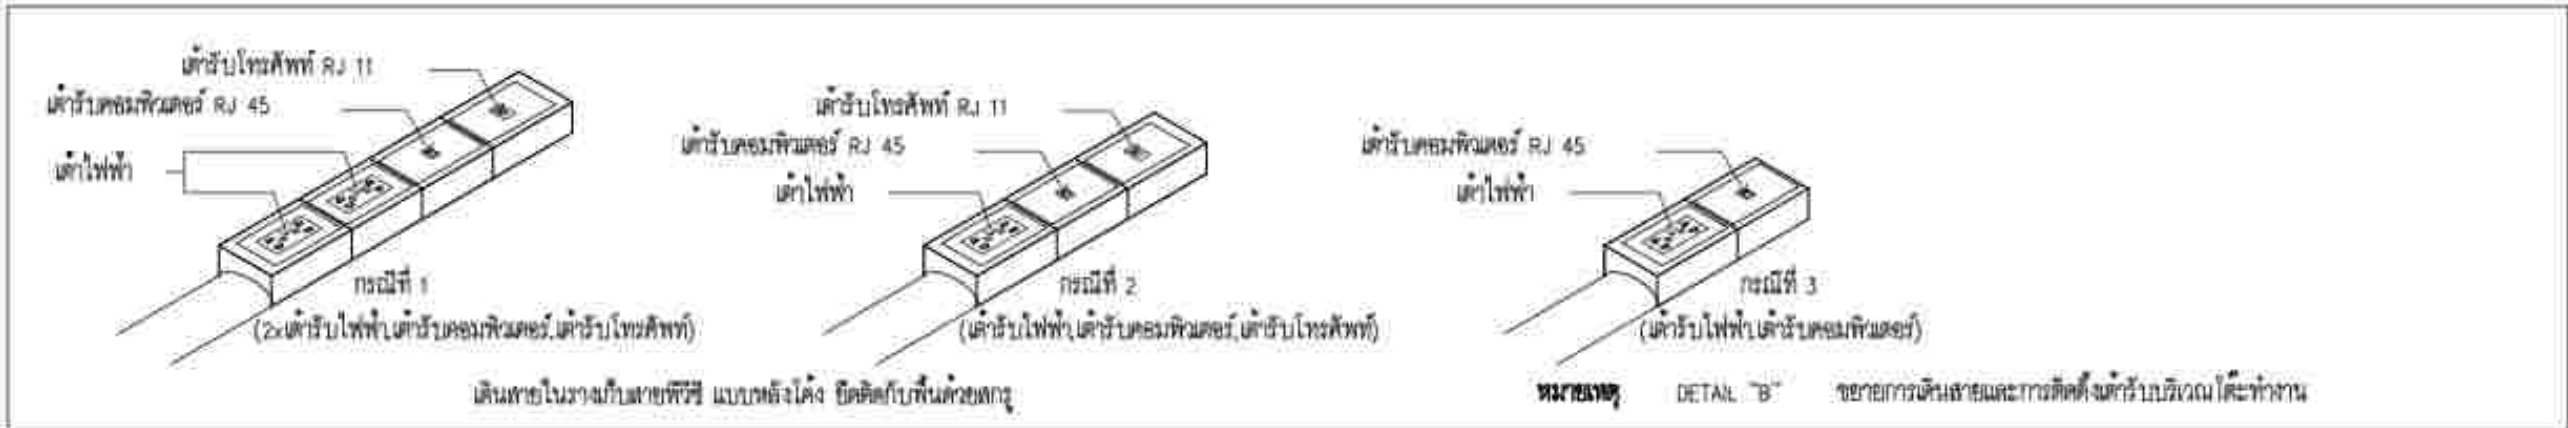 เต้ารับโทรศัพท์ RJ 11
เต้ารับคอมพิวเตอร์ RJ 45
เต้าไฟฟ้า
กรณีที่ 1
(2xเต้ารับไฟฟ้า,เต้ารับคอมพิวเตอร์,เต้ารับโทรศัพท์)
เต้ารับโทรศัพท์ RJ 11
เต้ารับคอมพิวเตอร์ RJ 45
เต้าไฟฟ้า
กรณีที่ 2
(เต้ารับไฟฟ้า,เต้ารับคอมพิวเตอร์,เต้ารับโทรศัพท์)
เต้ารับคอมพิวเตอร์ RJ 45
เต้าไฟฟ้า
กรณีที่ 3
(เต้ารับไฟฟ้า,เต้ารับคอมพิวเตอร์)
เดินสายในรางเก็บสายพีวีซี แบบหลังโค้ง ยึดติดกับพื้นด้วยสกรู
หมายเหตุ DETAIL "B" ขยายการเดินสายและการติดตั้งเต้ารับบริเวณโต๊ะทำงาน